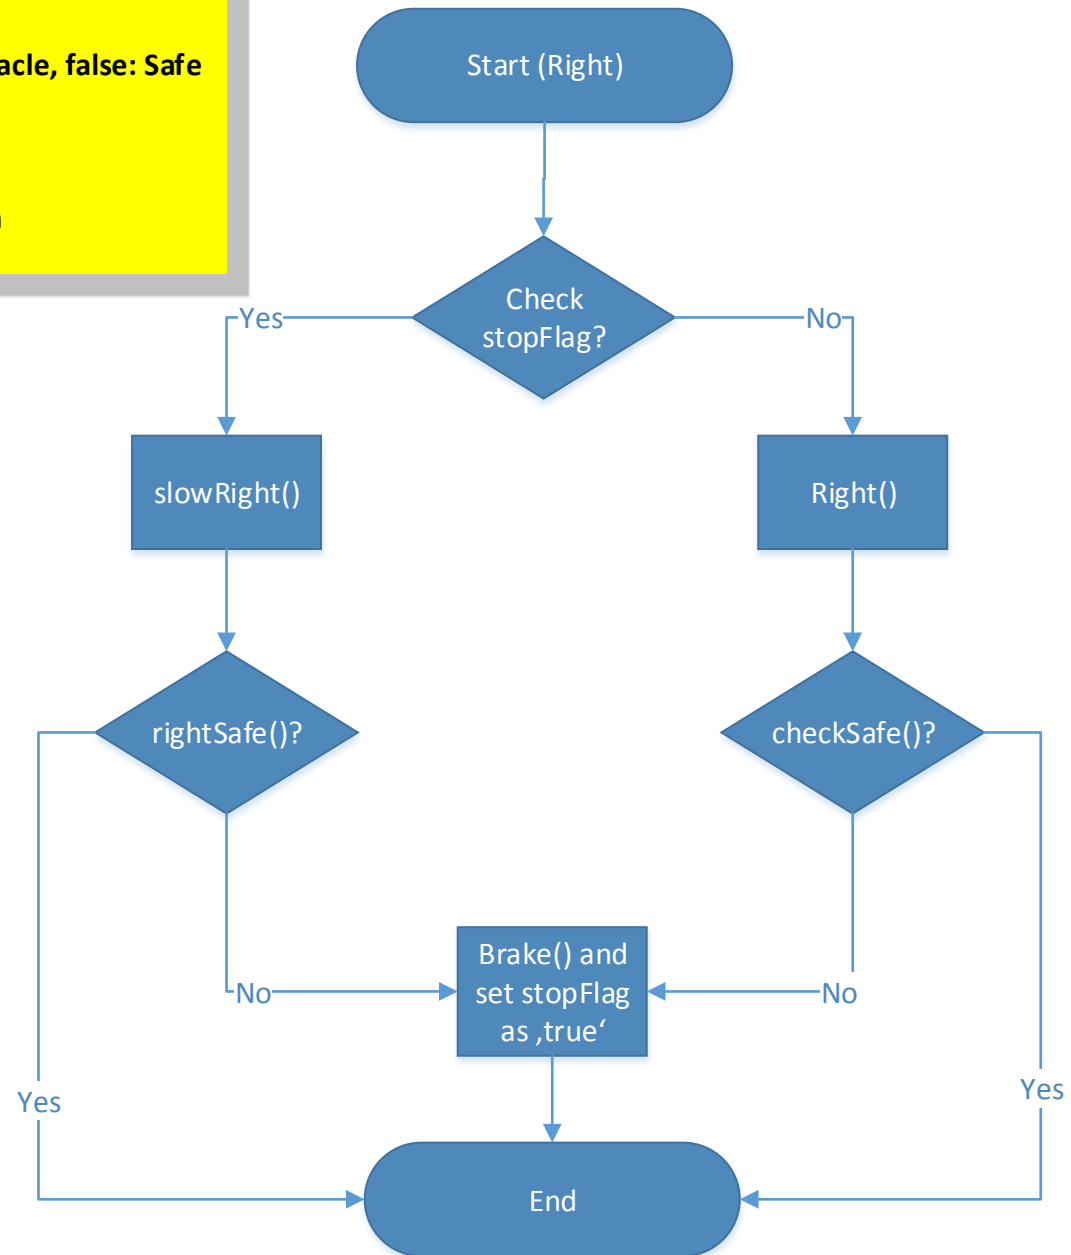 false: Safe
Start (Right)
Check
stopFlag?
Yes
No
slowRight()
Right()
rightSafe()?
checkSafe()?
Brake() and
set stopFlag
as ‚true‘
No
No
Yes
Yes
End